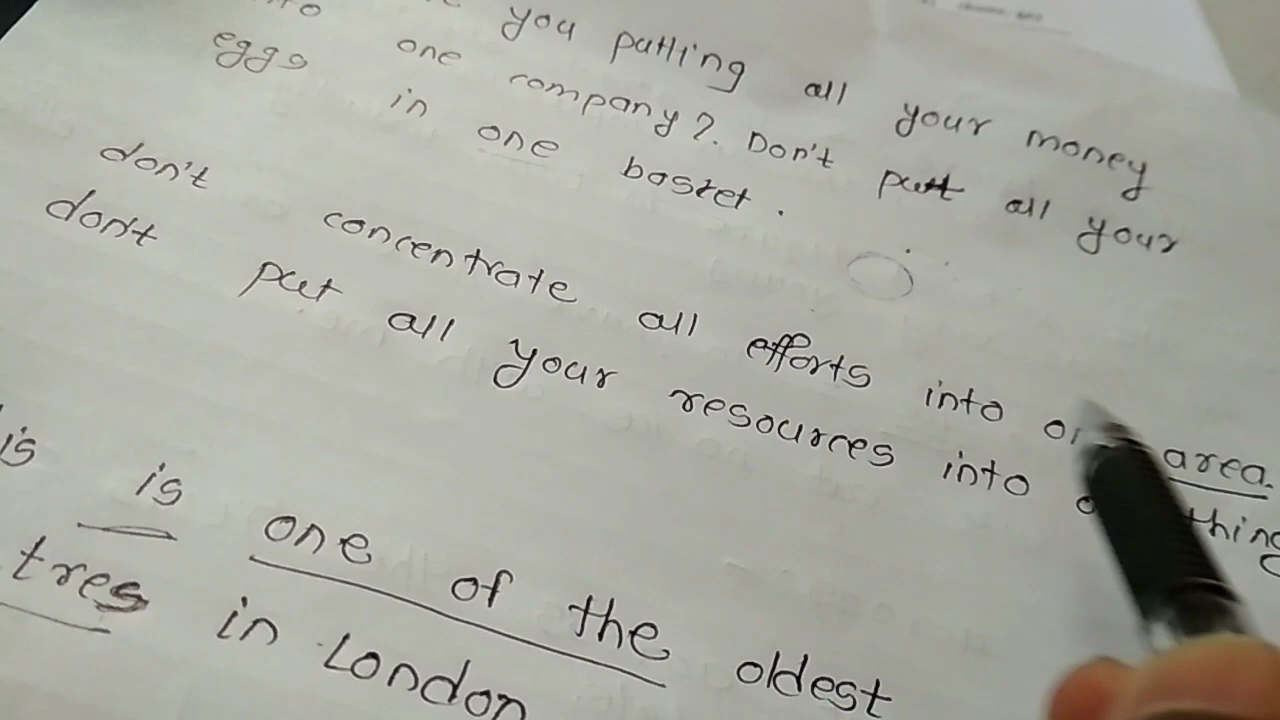 you putting all your money
one company?. Don't put all your
eggs in one basket.
don't concentrate all efforts into area.
don't put all your resources into thing
is is one of the oldest
tres in London